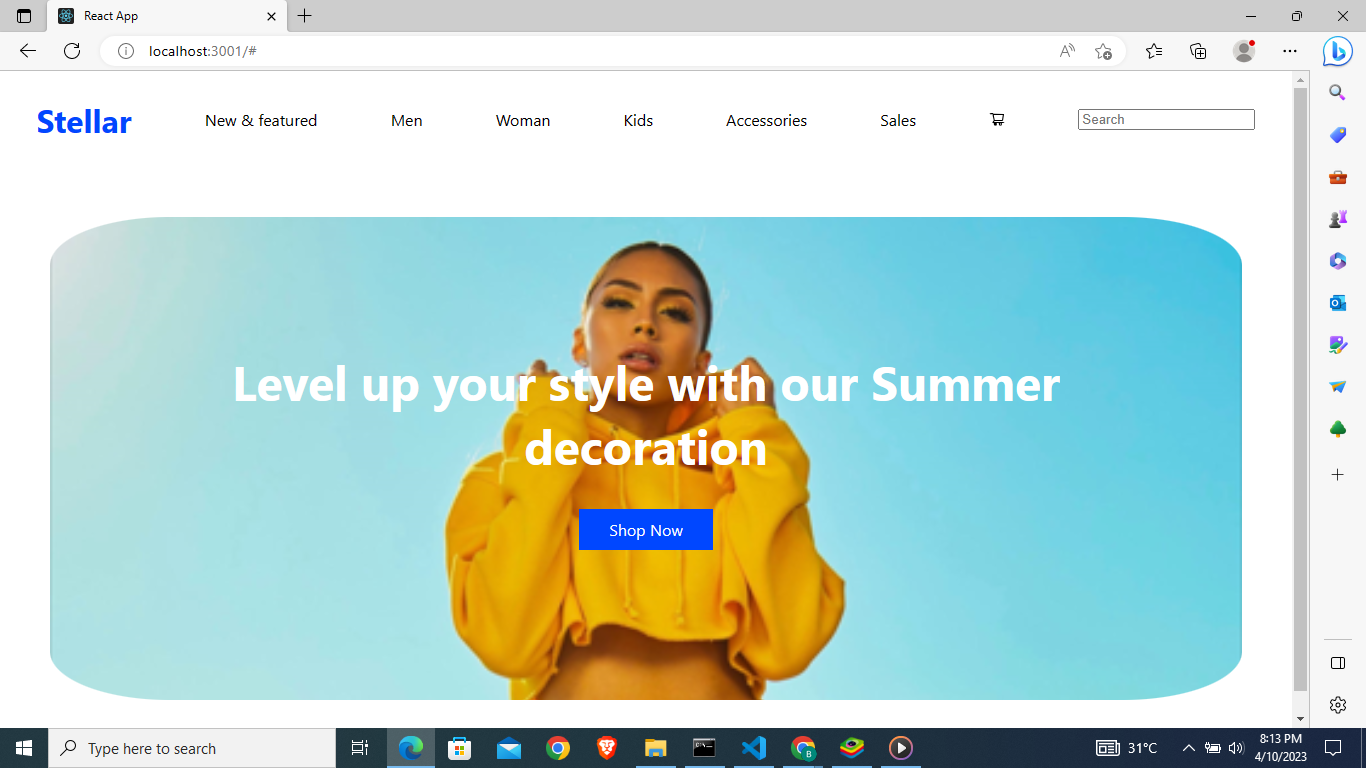 React App
localhost:3001/#
Stellar
New & featured
Men
Woman
Kids
Accessories
Sales
Search
Level up your style with our Summer
decoration
Shop Now
Type here to search
31°C
8:13 PM
4/10/2023